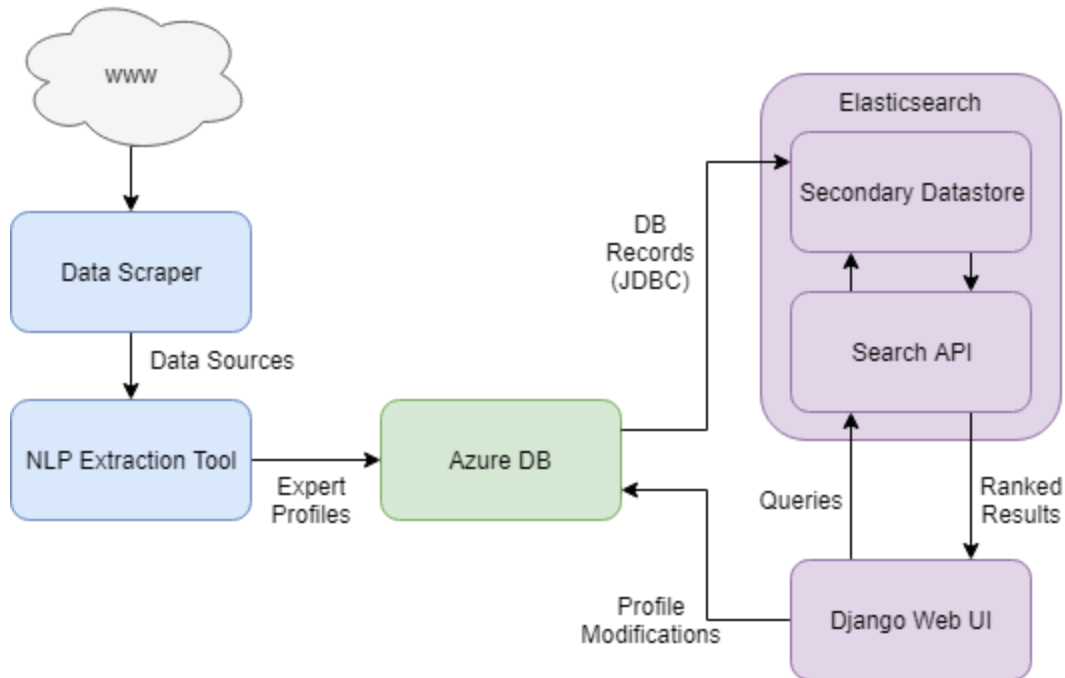 www
Elasticsearch
Secondary Datastore
DB
Records
(JDBC)
Data Scraper
Search API
Data Sources
NLP Extraction Tool
Azure DB
Expert
Profiles
Queries
Ranked
Results
Profile
Modifications
Django Web UI